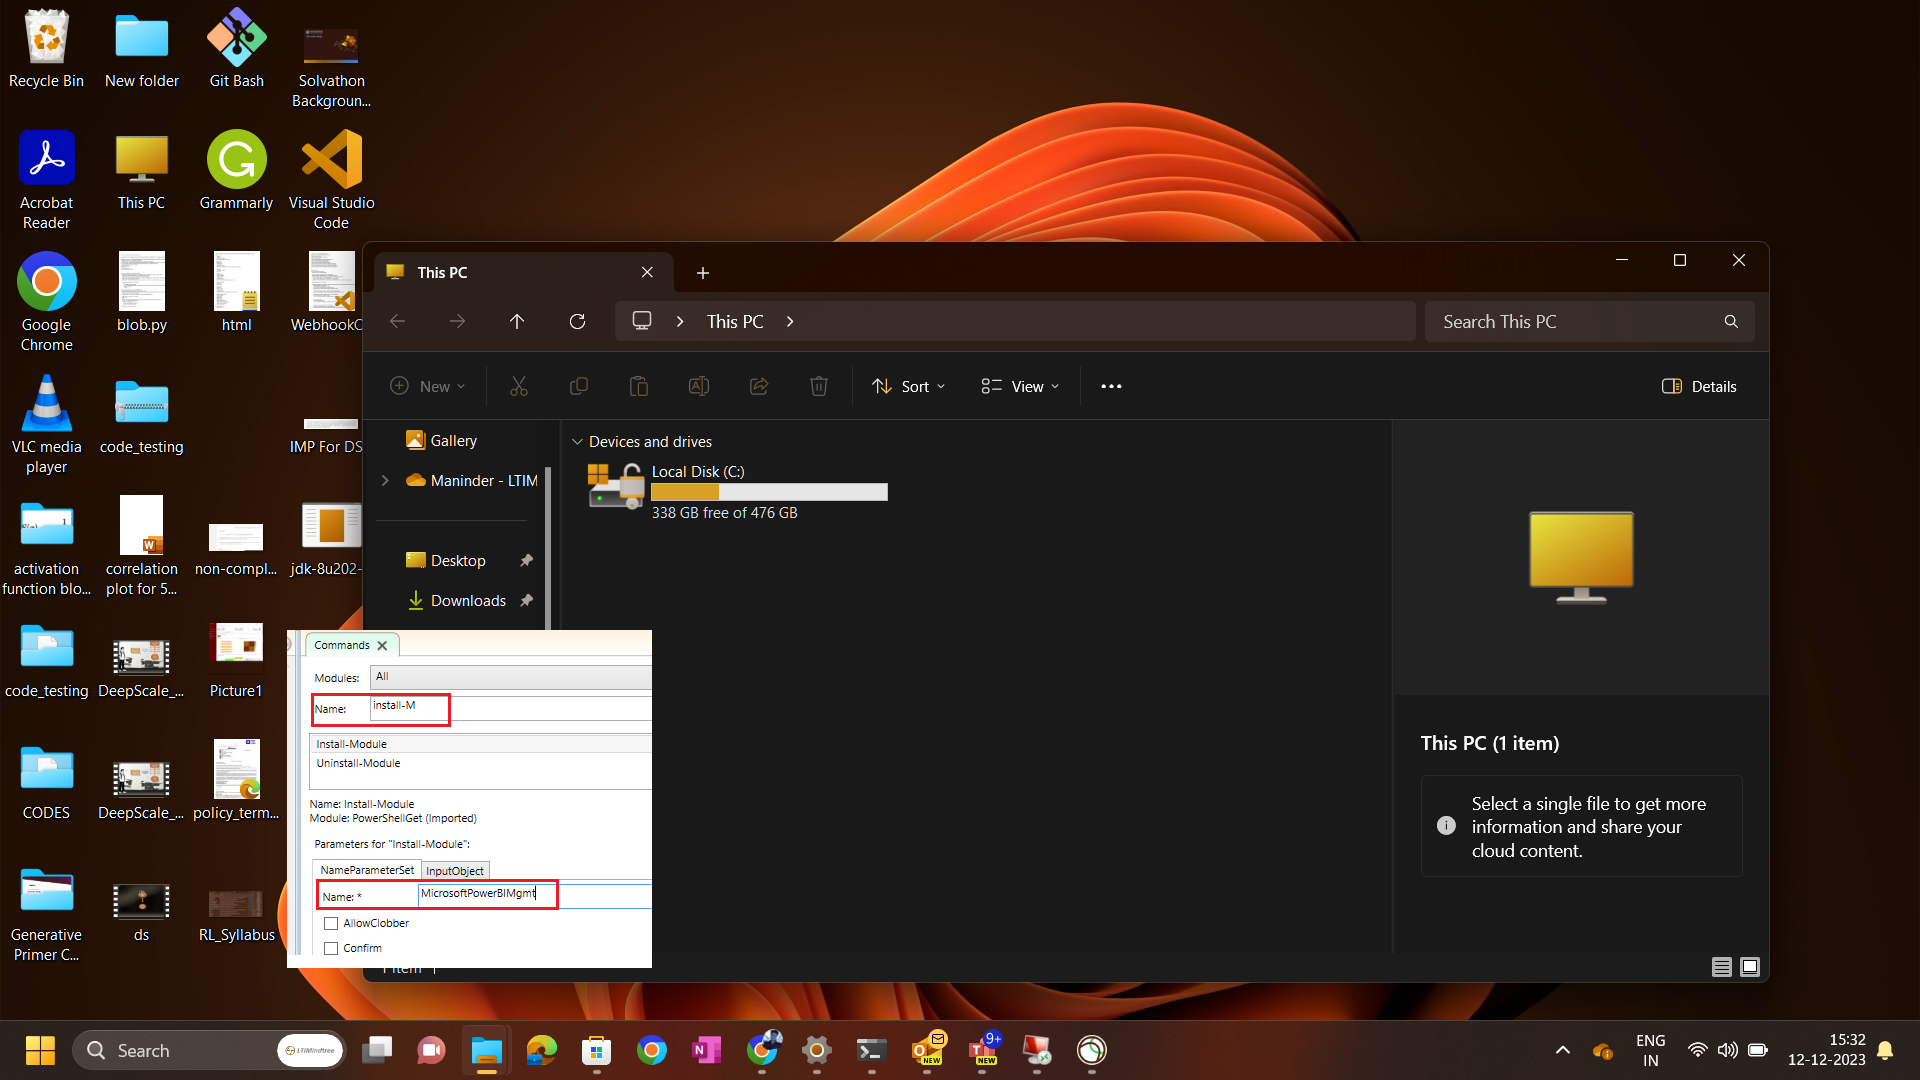 Recycle Bin
New folder
Git Bash
Solvathon
Backgroun...
Acrobat
Reader
This PC
Grammarly
Visual Studio
Code
Google
Chrome
blob.py
html
WebhookC
VLC media
player
code_testing
IMP For DS
activation
function blo...
correlation
plot for 5...
non-compl...
jdk-8u202-
code_testing
DeepScale_...
Picture1
CODES
DeepScale_...
policy_term...
Generative
Primer C...
ds
RL_Syllabus
This PC
This PC
Search This PC
New
Sort
View
Details
Gallery
Maninder - LTIM
Desktop
Downloads
Devices and drives
Local Disk (C:)
338 GB free of 476 GB
This PC (1 item)
Select a single file to get more
information and share your
cloud content.
1 item
Commands
Modules:
All
Name:
install-M
Install-Module
Uninstall-Module
Name: Install-Module
Module: PowerShellGet (Imported)
Parameters for "Install-Module":
NameParameterSet
InputObject
Name: *
MicrosoftPowerBIMgmt
AllowClobber
Confirm
Search
LTIMindtree
NEW
9+
NEW
ENG
IN
15:32
12-12-2023